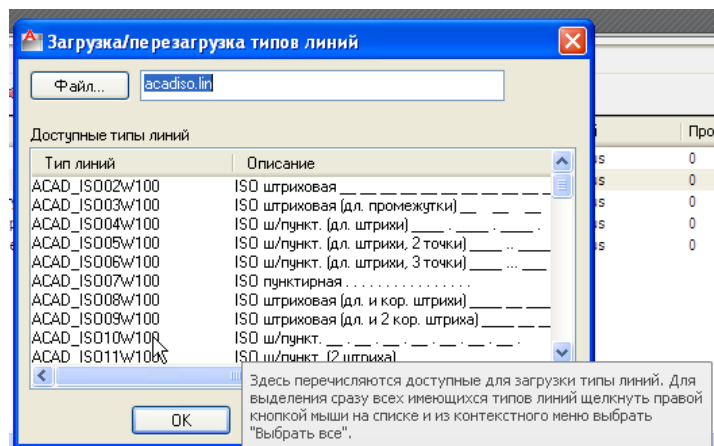 Загрузка/перезагрузка типов линий
Файл... acadiso.lin
Доступные типы линий
Тип линий Описание
ACAD_ISO02W100 ISO штриховая __ __ __ __ __ __ __ __ __ __
ACAD_ISO03W100 ISO штриховая (дл. промежутки) __ __ __
ACAD_ISO04W100 ISO ш/пункт. (дл. штрихи) ____ . ____ . ____ .
ACAD_ISO05W100 ISO ш/пункт. (дл. штрихи, 2 точки) ____ .. ____
ACAD_ISO06W100 ISO ш/пункт. (дл. штрихи, 3 точки) ____ ... ____
ACAD_ISO07W100 ISO пунктирная . . . . . . . . . . . . . . .
ACAD_ISO08W100 ISO штриховая (дл. и кор. штрихи) ____ __ ____
ACAD_ISO09W100 ISO штриховая (дл. и 2 кор. штриха) ____ __ __
ACAD_ISO10W100 ISO ш/пункт. __ . __ . __ . __ . __ . __ .
ACAD_ISO11W100 ISO ш/пункт. (2 штриха)
OK
Здесь перечисляются доступные для загрузки типы линий. Для
выделения сразу всех имеющихся типов линий щелкнуть правой
кнопкой мыши на списке и из контекстного меню выбрать
"Выбрать все".
Про
us 0
us 0
us 0
us 0
us 0